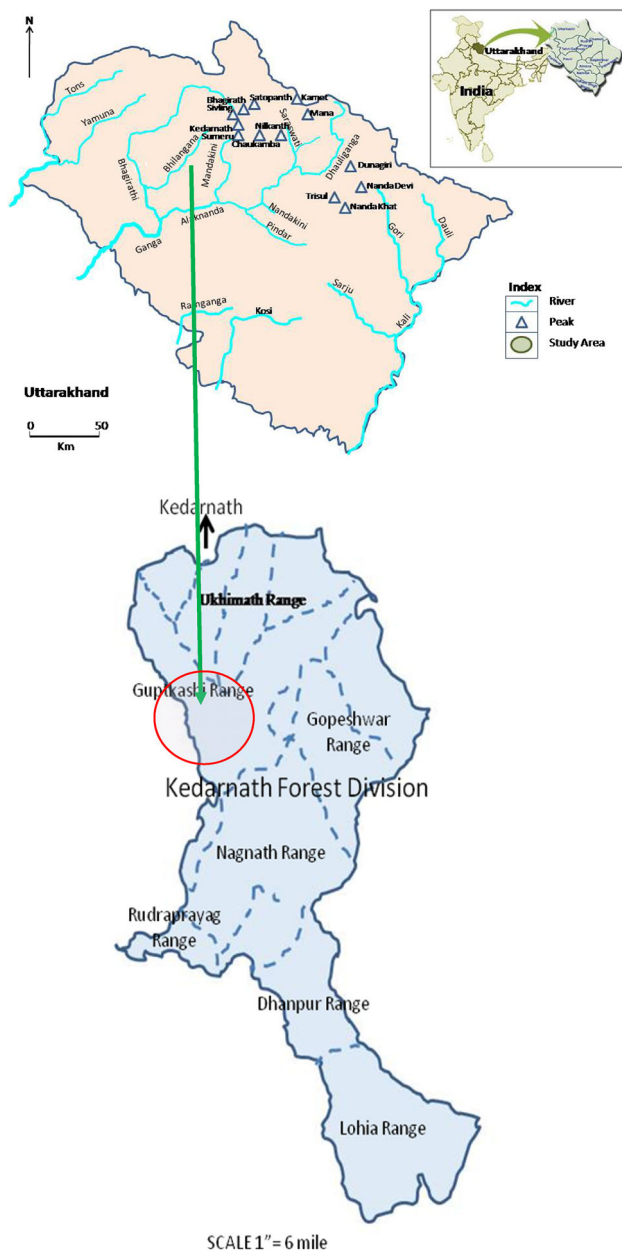 N
Tons
Yamuna
Bhagirathi
Bhilangana
Mandakini
Bhagirath
Sivling
Satopanth
Kamet
Mana
Kedarnath
Sumeru
Nilkanth
Chaukamba
Saraswati
Dhauliganga
Dunagiri
Nanda Devi
Trisul
Nanda Khat
Alaknanda
Ganga
Nandakini
Pindar
Gori
Dauli
Ramganga
Kosi
Sarju
Kali
Uttarakhand
India
Index
River
Peak
Study Area
Uttarakhand
0 50
Km
Kedarnath
Ukhimath Range
Guptkashi Range
Gopeshwar
Range
Kedarnath Forest Division
Nagnath Range
Rudraprayag
Range
Dhanpur Range
Lohia Range
SCALE 1"= 6 mile